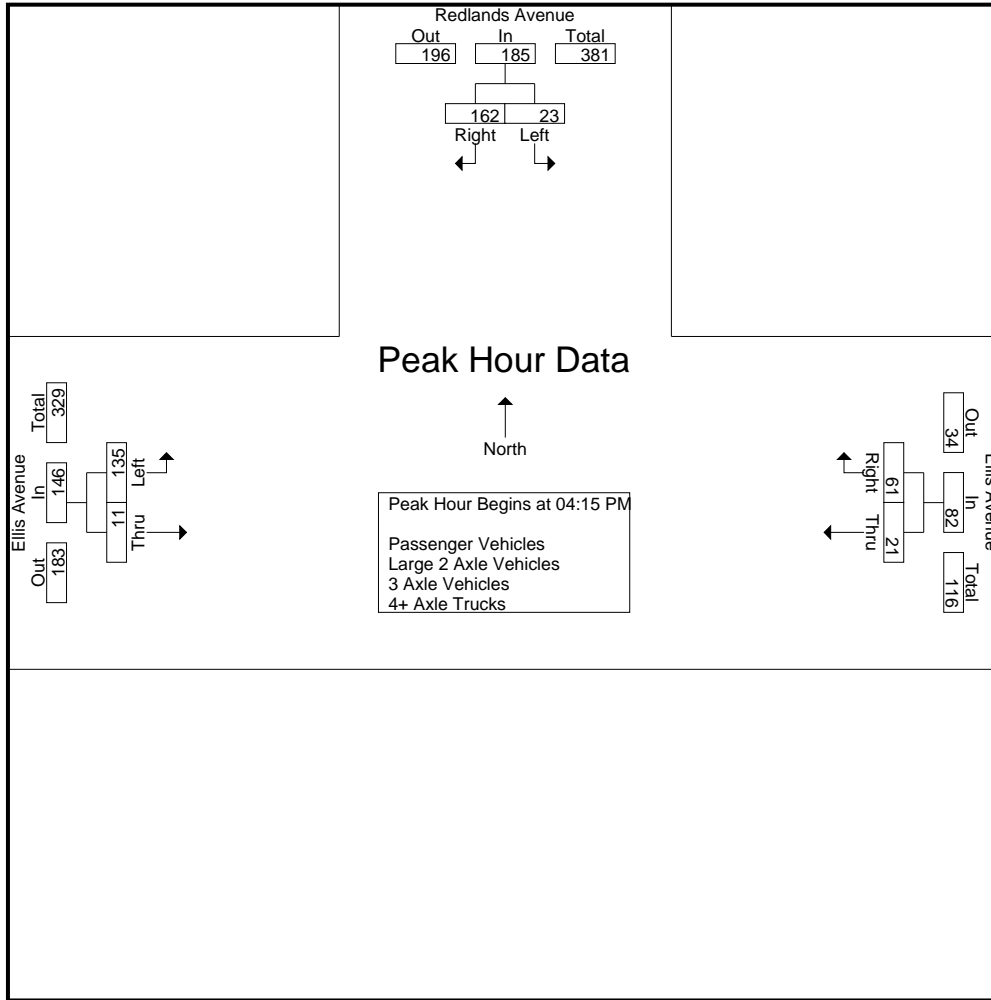 Redlands Avenue
Out In Total
196 185 381
162 23
Right Left
Peak Hour Data
North
Peak Hour Begins at 04:15 PM
Passenger Vehicles
Large 2 Axle Vehicles
3 Axle Vehicles
4+ Axle Trucks
Ellis Avenue
Out In Total
183 146 329
Left Thru
135 11
Ellis Avenue
Out In Total
34 82 116
Right Thru
61 21